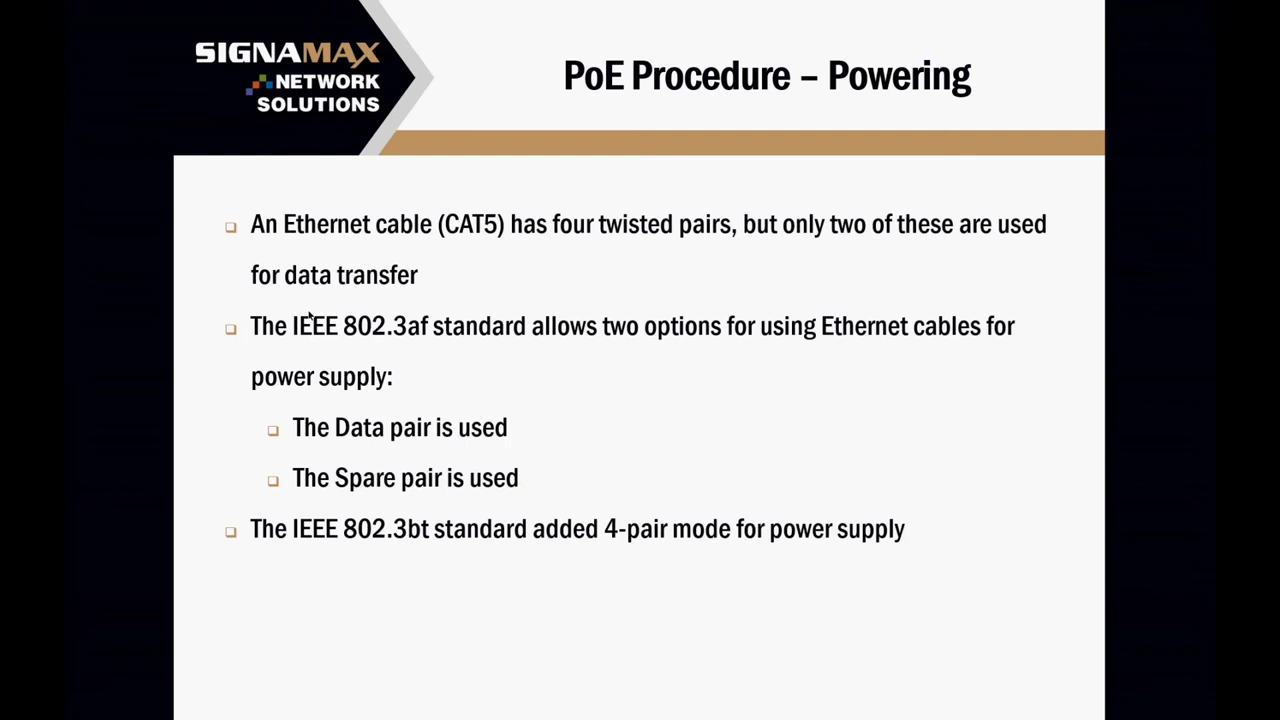 SIGNAMAX
NETWORK
SOLUTIONS
PoE Procedure – Powering
An Ethernet cable (CAT5) has four twisted pairs, but only two of these are used
for data transfer
The IEEE 802.3af standard allows two options for using Ethernet cables for
power supply:
The Data pair is used
The Spare pair is used
The IEEE 802.3bt standard added 4-pair mode for power supply